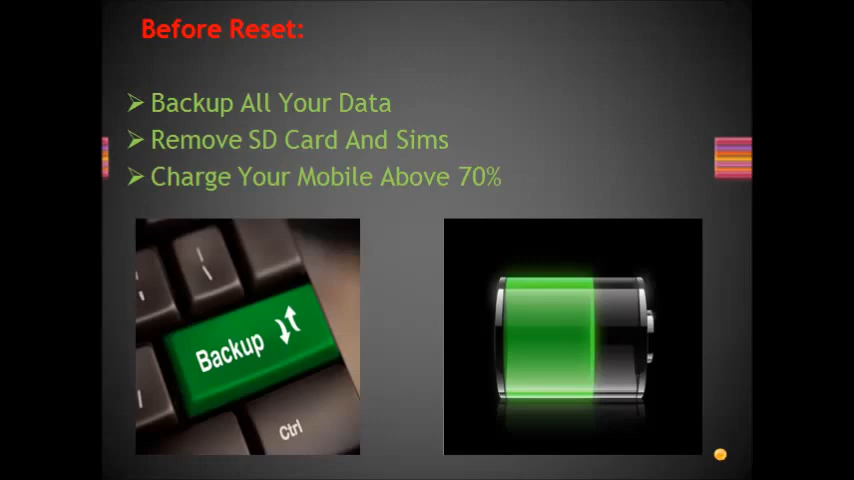 Before Reset:
➢ Backup All Your Data
➢ Remove SD Card And Sims
➢ Charge Your Mobile Above 70%
Backup
Ctrl